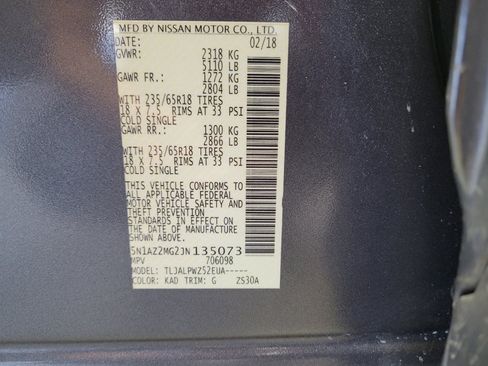 MFD BY NISSAN MOTOR CO., LTD.
DATE: 02/18
GVWR: 2318 KG
5110 LB
GAWR FR.: 1272 KG
2804 LB
WITH 235/65R18 TIRES
18 X 7.5 RIMS AT 33 PSI
COLD SINGLE
GAWR RR.: 1300 KG
2866 LB
WITH 235/65R18 TIRES
18 X 7.5 RIMS AT 33 PSI
COLD SINGLE
THIS VEHICLE CONFORMS TO
ALL APPLICABLE FEDERAL
MOTOR VEHICLE SAFETY AND
THEFT PREVENTION
STANDARDS IN EFFECT ON
THE DATE OF MANUFACTURE
SHOWN ABOVE.
5N1AZ2MG2JN135073
MPV 706098
MODEL: TLJALPWZ52EUA-----
COLOR: KAD TRIM: G ZS30A